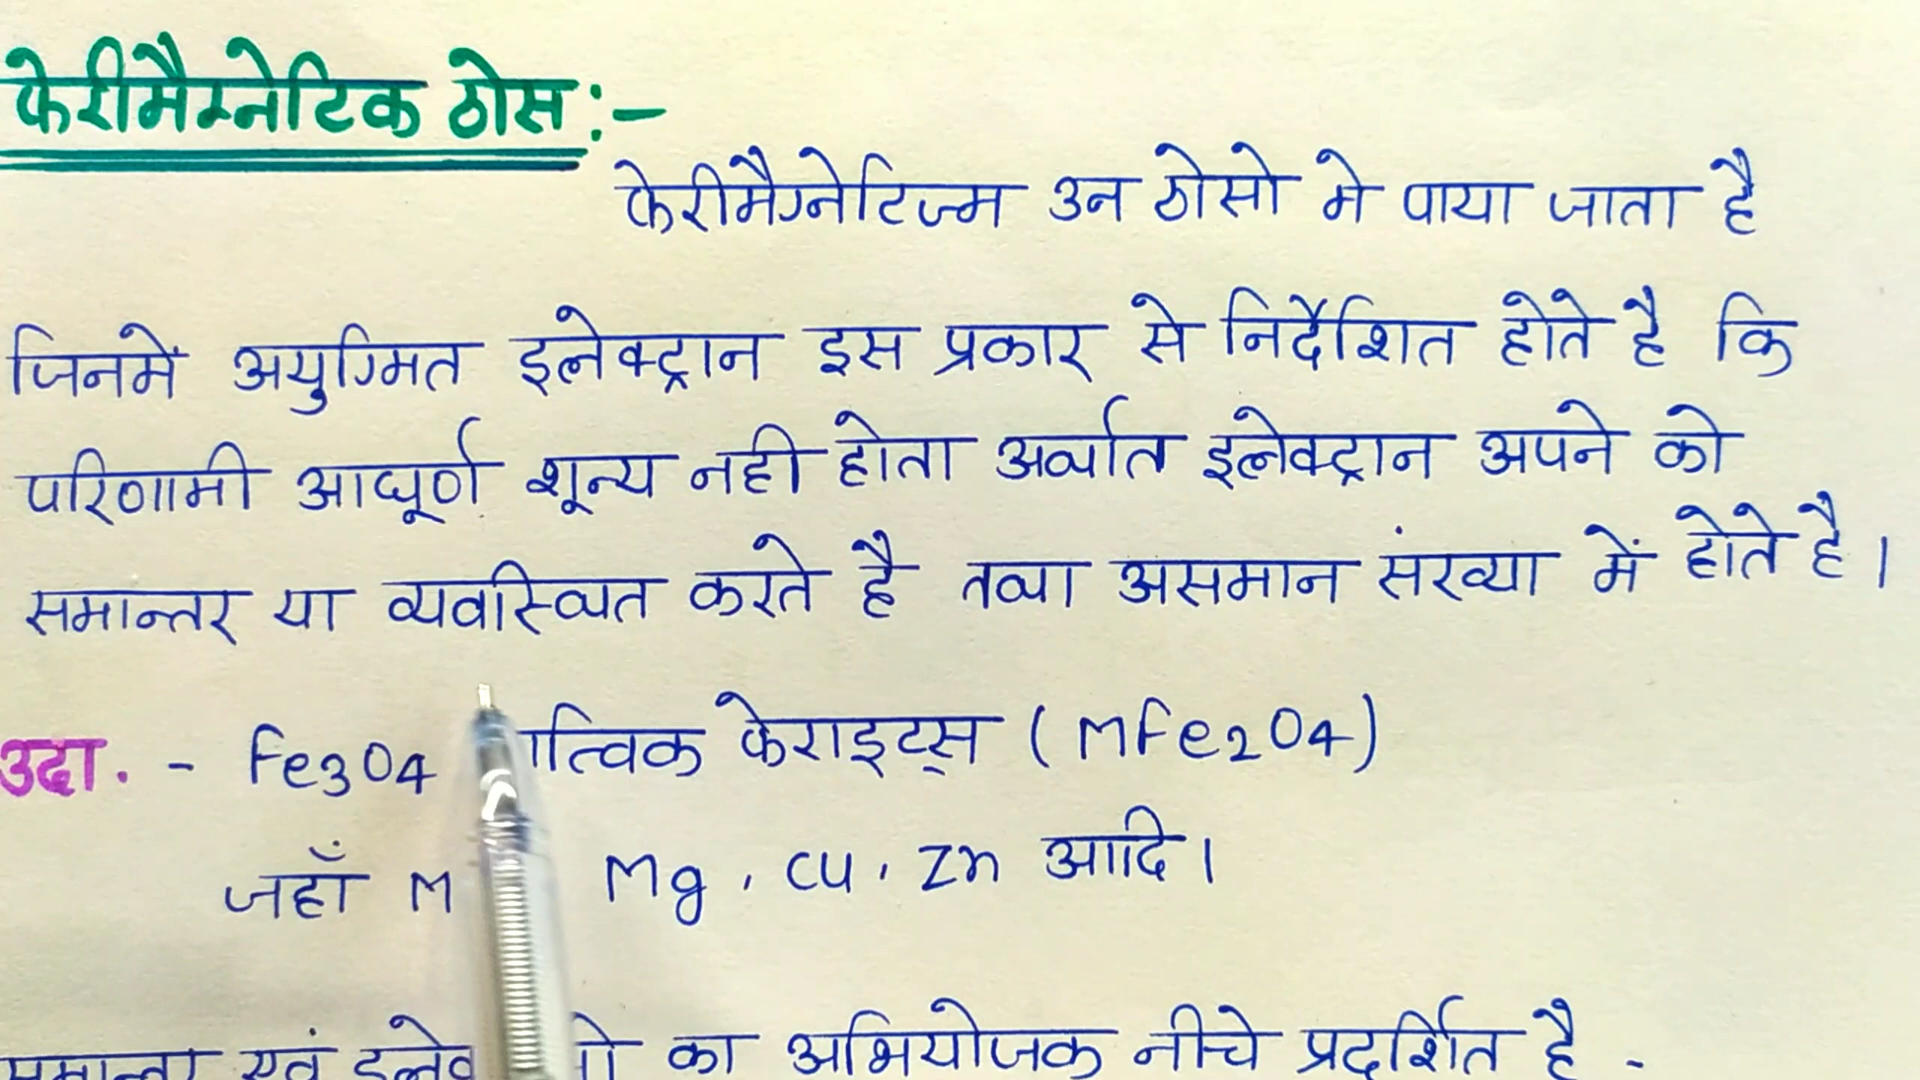 फेरीमैग्नेटिक ठोस:-
फेरीमैग्नेटिज्म उन ठोसो मे पाया जाता है
जिनमें अयुग्मित इलेक्ट्रान इस प्रकार से निर्देशित होते है कि
परिणामी आघूर्ण शून्य नही होता अर्थात इलेक्ट्रान अपने को
समान्तर या व्यवस्थित करते है तथा असमान संख्या में होते है।
उदा. - Fe3O4 फेराइट्स (MFe2O4)
जहाँ M Mg, Cu, Zn आदि।
एवं का अभियोजक नीचे प्रदर्शित है -